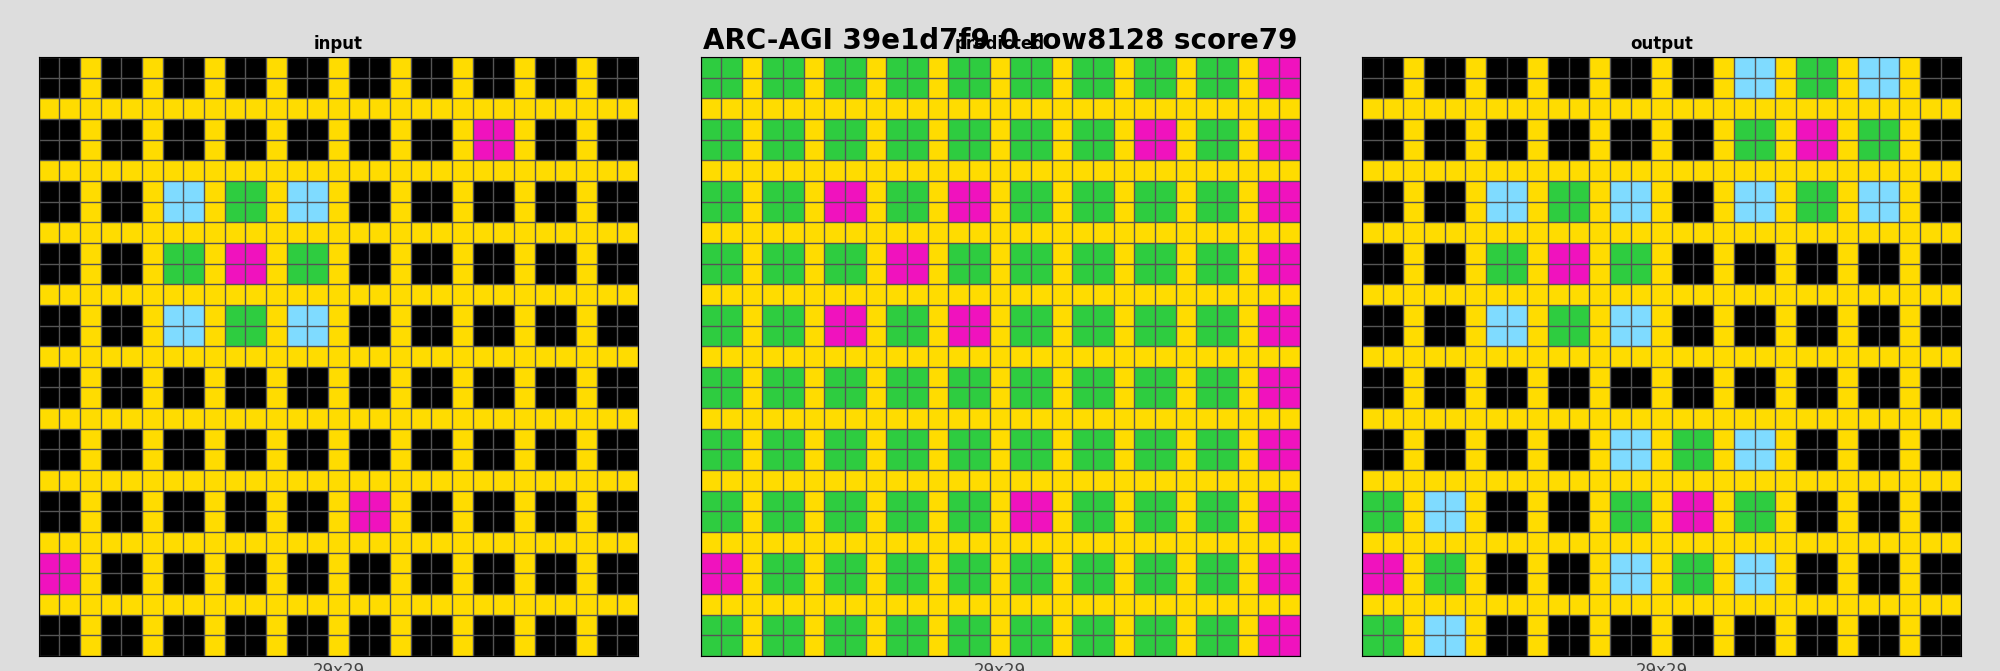 ARC-AGI 39e1d7f9.0 row8128 score79
input
predicted
output
29x29
29x29
29x29